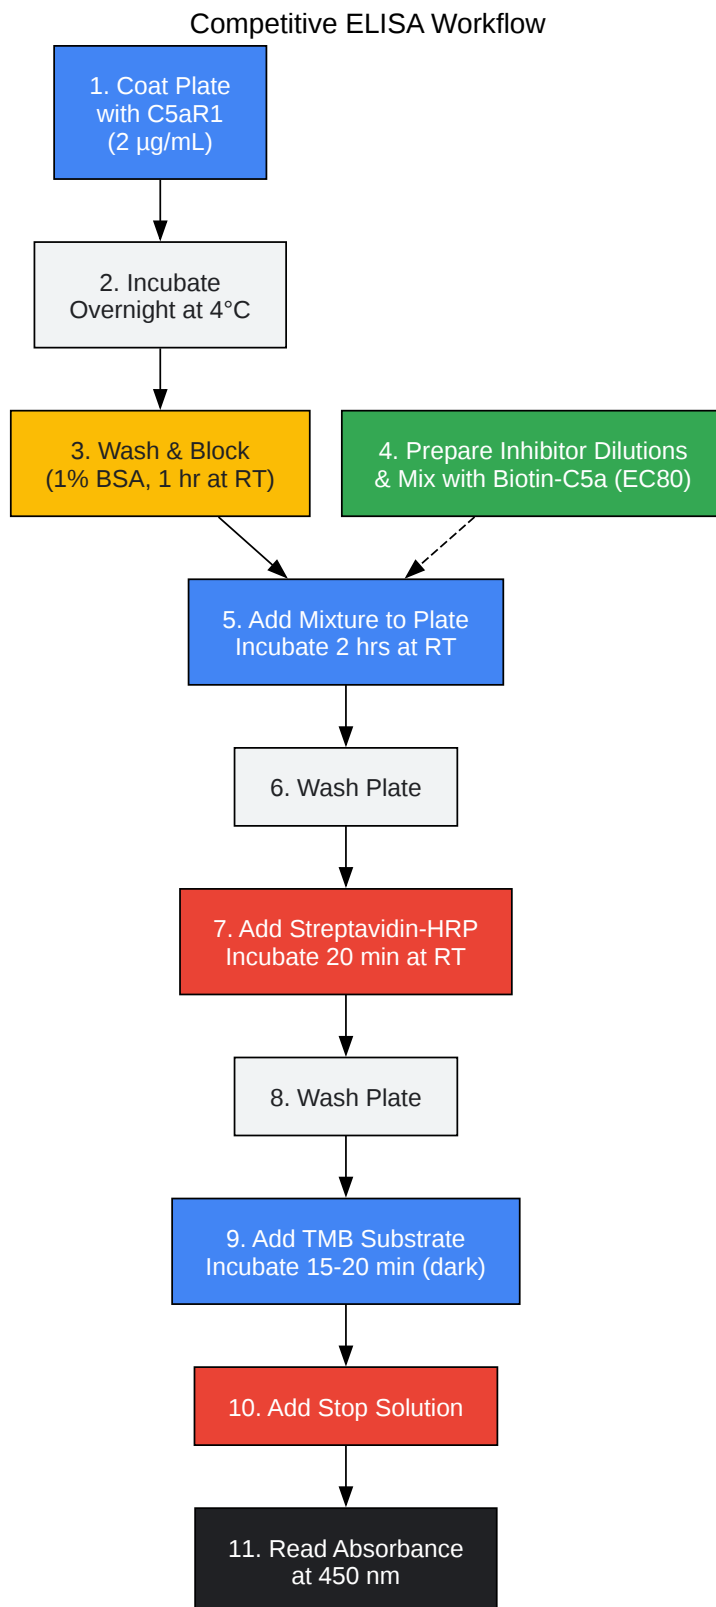 Competitive ELISA Workflow
1. Coat Plate
with C5aR1
(2 µg/mL)
2. Incubate
Overnight at 4°C
3. Wash & Block
(1% BSA, 1 hr at RT)
4. Prepare Inhibitor Dilutions
& Mix with Biotin-C5a (EC80)
5. Add Mixture to Plate
Incubate 2 hrs at RT
6. Wash Plate
7. Add Streptavidin-HRP
Incubate 20 min at RT
8. Wash Plate
9. Add TMB Substrate
Incubate 15-20 min (dark)
10. Add Stop Solution
11. Read Absorbance
at 450 nm